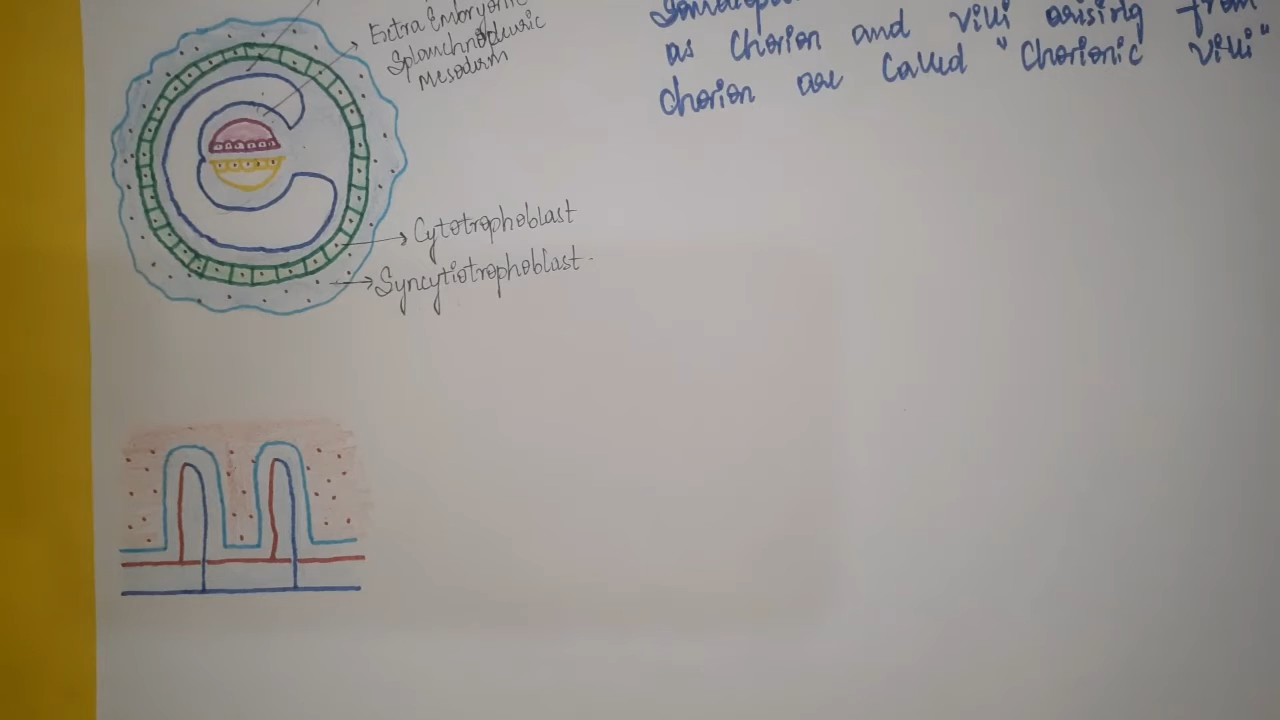 Extra Embryonic
Splanchnopleuric
Mesoderm
Cytotrophoblast
Syncytiotrophoblast
as Chorion and Villi arising from
Chorion are called "Chorionic Villi"